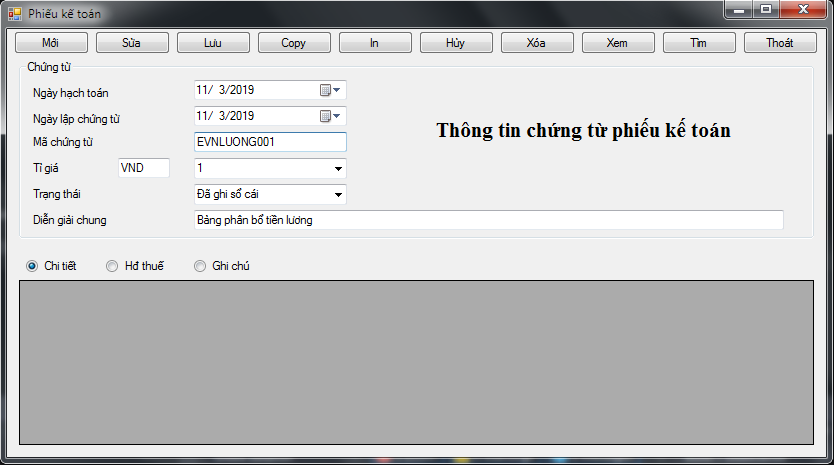 Phiếu kế toán
Mới Sửa Lưu Copy In Hủy Xóa Xem Tìm Thoát
Chứng từ
Ngày hạch toán 11/ 3/2019
Ngày lập chứng từ 11/ 3/2019
Thông tin chứng từ phiếu kế toán
Mã chứng từ EVNLUONG001
Tỉ giá VND 1
Trạng thái Đã ghi sổ cái
Diễn giải chung Bảng phân bổ tiền lương
Chi tiết Hđ thuế Ghi chú